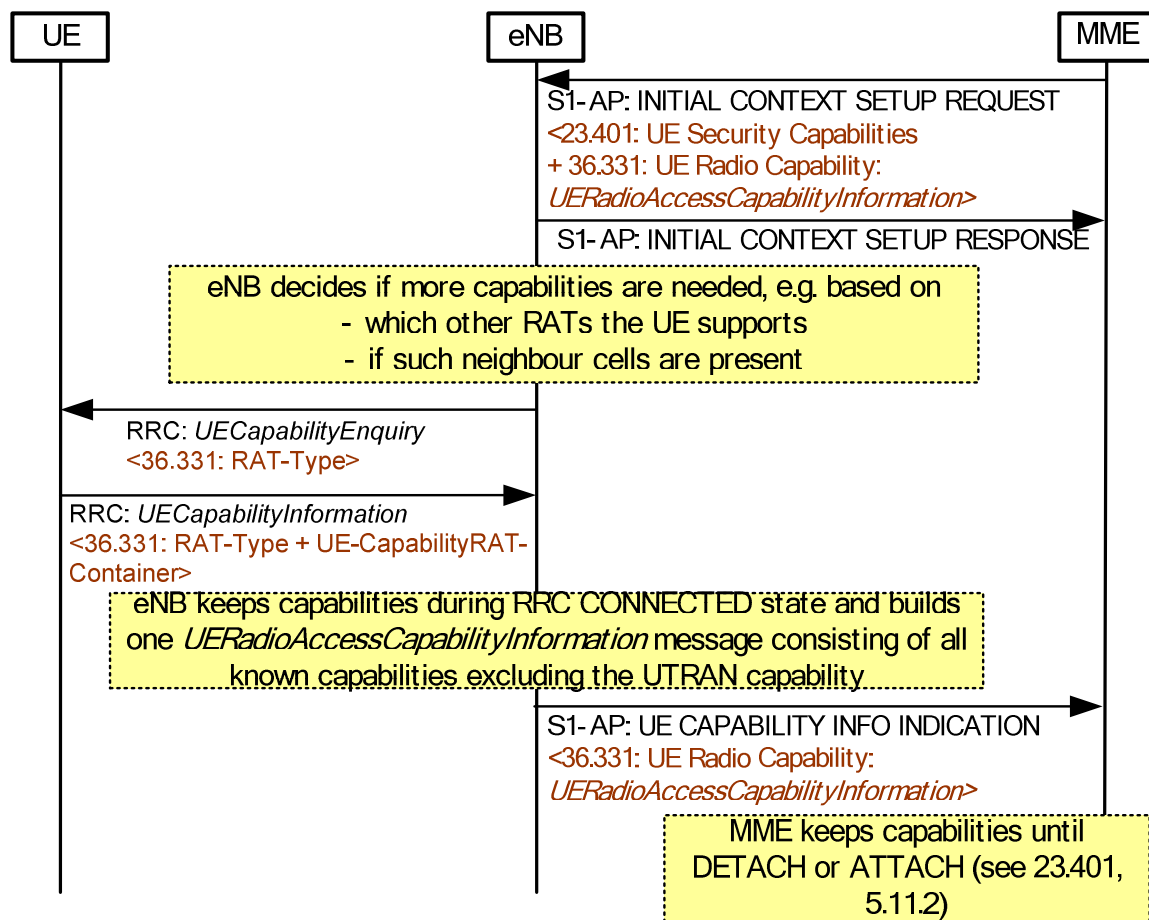 UE
eNB
MME
S1-AP: INITIAL CONTEXT SETUP REQUEST
<23.401: UE Security Capabilities
+ 36.331: UE Radio Capability:
UERadioAccessCapabilityInformation>
S1-AP: INITIAL CONTEXT SETUP RESPONSE
eNB decides if more capabilities are needed, e.g. based on
- which other RATs the UE supports
- if such neighbour cells are present
RRC: UECapabilityEnquiry
<36.331: RAT-Type>
RRC: UECapabilityInformation
<36.331: RAT-Type + UE-CapabilityRAT-
Container>
eNB keeps capabilities during RRC CONNECTED state and builds
one UERadioAccessCapabilityInformation message consisting of all
known capabilities excluding the UTRAN capability
S1-AP: UE CAPABILITY INFO INDICATION
<36.331: UE Radio Capability:
UERadioAccessCapabilityInformation>
MME keeps capabilities until
DETACH or ATTACH (see 23.401,
5.11.2)